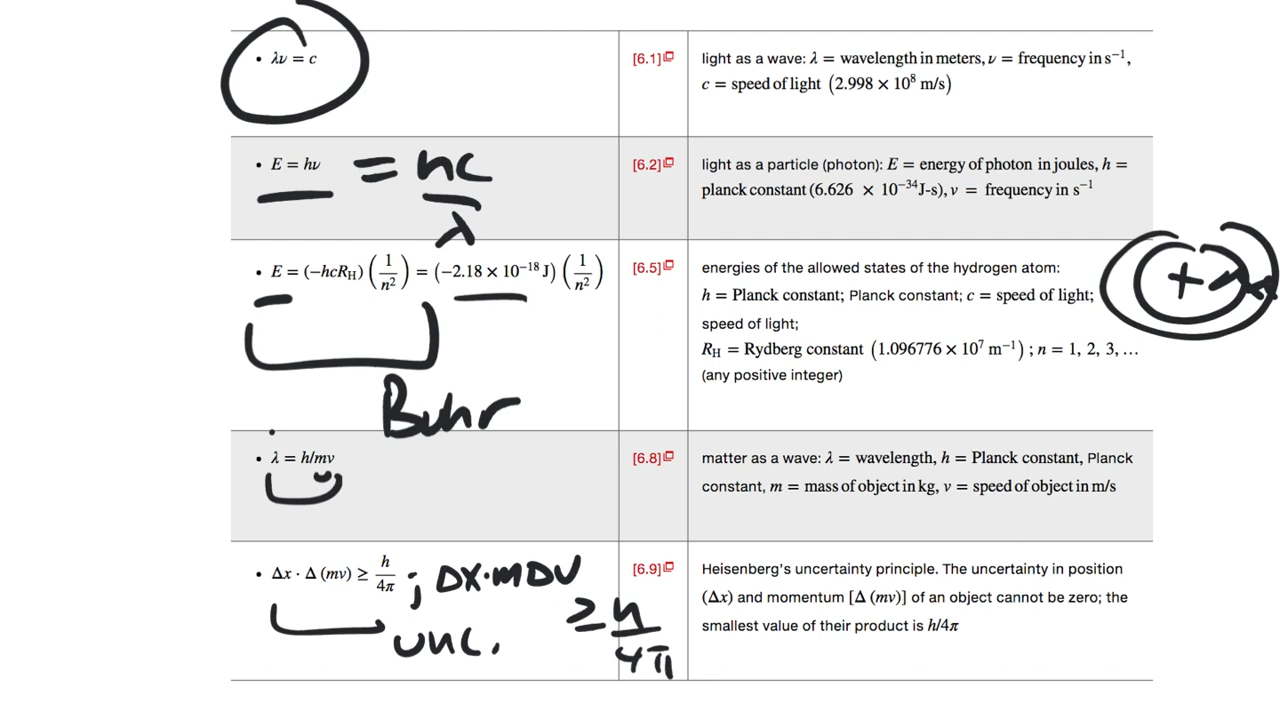 • λν = c
[6.1]
light as a wave: λ = wavelength in meters, ν = frequency in s⁻¹,
c = speed of light (2.998 × 10⁸ m/s)
• E = hν = hc/λ
[6.2]
light as a particle (photon): E = energy of photon in joules, h =
planck constant (6.626 × 10⁻³⁴J-s), ν = frequency in s⁻¹
• E = (−hcR_H)(1/n²) = (−2.18 × 10⁻¹⁸ J)(1/n²)
[6.5]
energies of the allowed states of the hydrogen atom:
h = Planck constant; Planck constant; c = speed of light;
speed of light;
R_H = Rydberg constant (1.096776 × 10⁷ m⁻¹) ; n = 1, 2, 3, …
(any positive integer)
+
Buhr
• λ = h/mv
[6.8]
matter as a wave: λ = wavelength, h = Planck constant, Planck
constant, m = mass of object in kg, v = speed of object in m/s
• Δx · Δ (mv) ≥ h/4π ; DX·MDV
≥ h/4π
unc.
[6.9]
Heisenberg's uncertainty principle. The uncertainty in position
(Δx) and momentum [Δ (mv)] of an object cannot be zero; the
smallest value of their product is h/4π